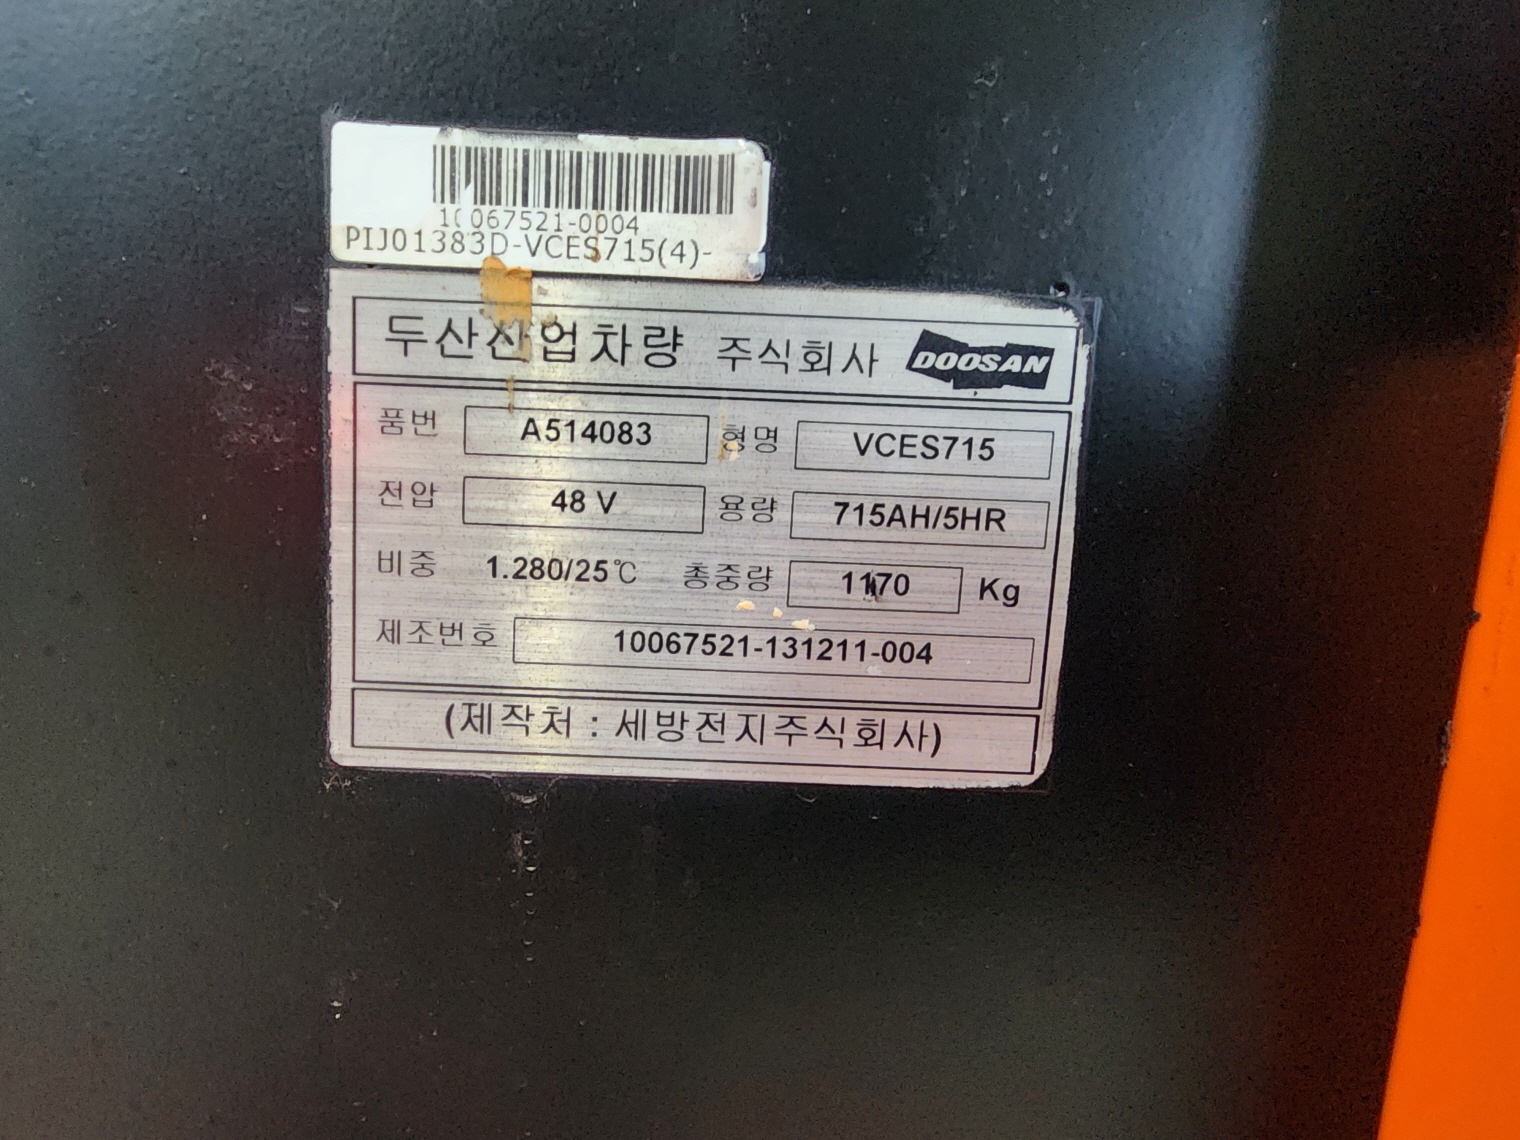 10067521-0004
PIJ01383D-VCES715(4)-
두산산업차량 주식회사 DOOSAN
품번 A514083 형명 VCES715
전압 48 V 용량 715AH/5HR
비중 1.280/25℃ 총중량 1170 Kg
제조번호 10067521-131211-004
(제작처 : 세방전지주식회사)